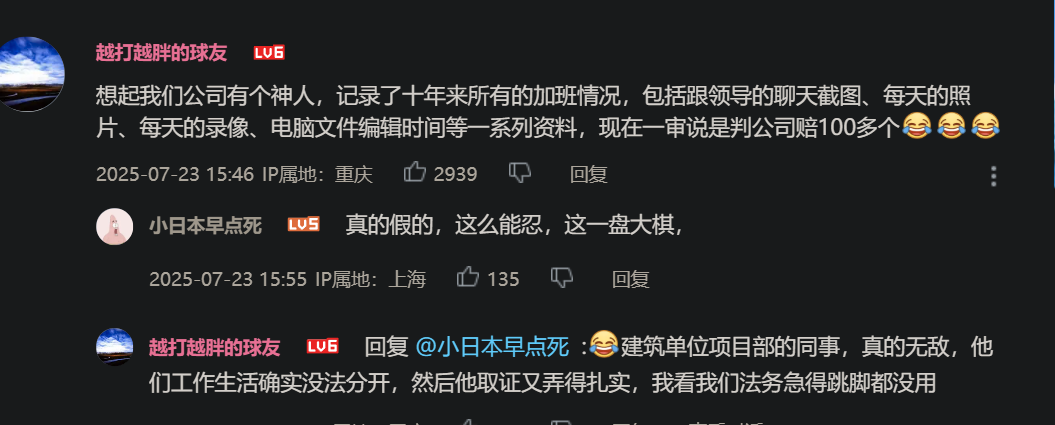 越打越胖的球友 LV6
想起我们公司有个神人，记录了十年来所有的加班情况，包括跟领导的聊天截图、每天的照
片、每天的录像、电脑文件编辑时间等一系列资料，现在一审说是判公司赔100多个😂😂😂
2025-07-23 15:46 IP属地：重庆 2939 回复
小日本早点死 LV5 真的假的，这么能忍，这一盘大棋，
2025-07-23 15:55 IP属地：上海 135 回复
越打越胖的球友 LV6 回复 @小日本早点死 :😂建筑单位项目部的同事，真的无敌，他
们工作生活确实没法分开，然后他取证又弄得扎实，我看我们法务急得跳脚都没用